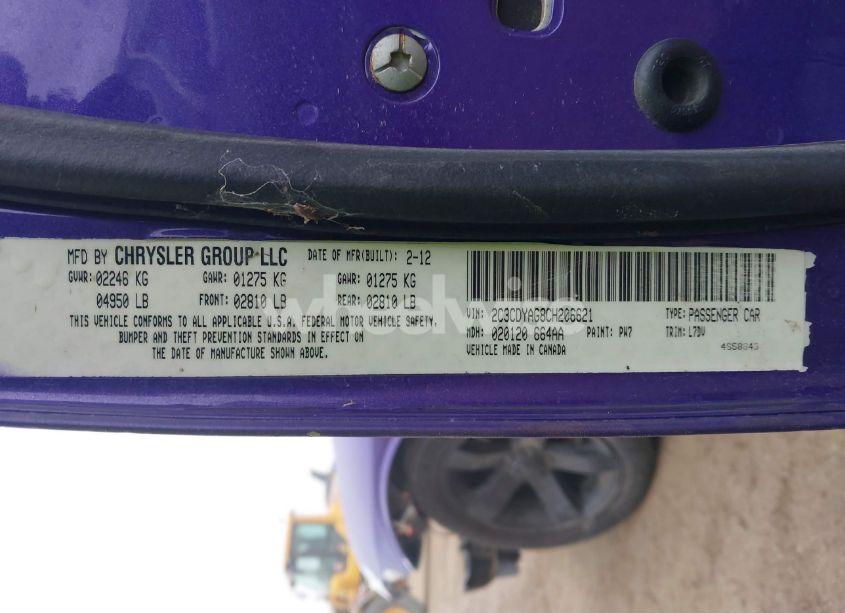 MFD BY CHRYSLER GROUP LLC DATE OF MFR(BUILT): 2-12
GVWR: 02246 KG GAWR: 01275 KG GAWR: 01275 KG
04950 LB FRONT: 02810 LB REAR: 02810 LB
THIS VEHICLE CONFORMS TO ALL APPLICABLE U.S.A. FEDERAL MOTOR VEHICLE SAFETY,
BUMPER AND THEFT PREVENTION STANDARDS IN EFFECT ON
THE DATE OF MANUFACTURE SHOWN ABOVE.
VIN: 2C3CDYAG8CH206621 TYPE: PASSENGER CAR
MDH: 020120 664AA PAINT: PW7 TRIM: L7DV
VEHICLE MADE IN CANADA 4558843